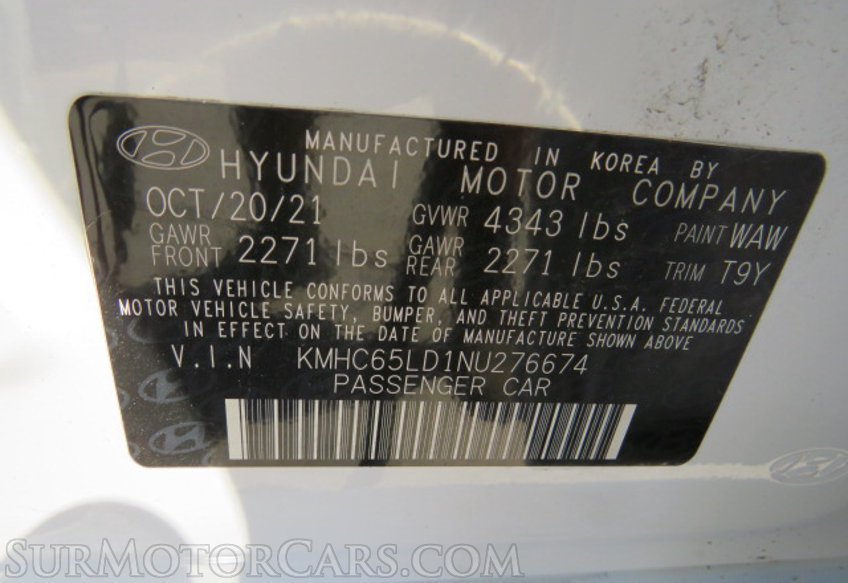 MANUFACTURED IN KOREA BY
HYUNDAI MOTOR COMPANY
OCT/20/21 GVWR 4343 lbs PAINT WAW
GAWR FRONT 2271 lbs GAWR REAR 2271 lbs TRIM T9Y
THIS VEHICLE CONFORMS TO ALL APPLICABLE U.S.A. FEDERAL
MOTOR VEHICLE SAFETY, BUMPER, AND THEFT PREVENTION STANDARDS
IN EFFECT ON THE DATE OF MANUFACTURE SHOWN ABOVE
V.I.N KMHC65LD1NU276674
PASSENGER CAR
SURMOTORCARS.COM